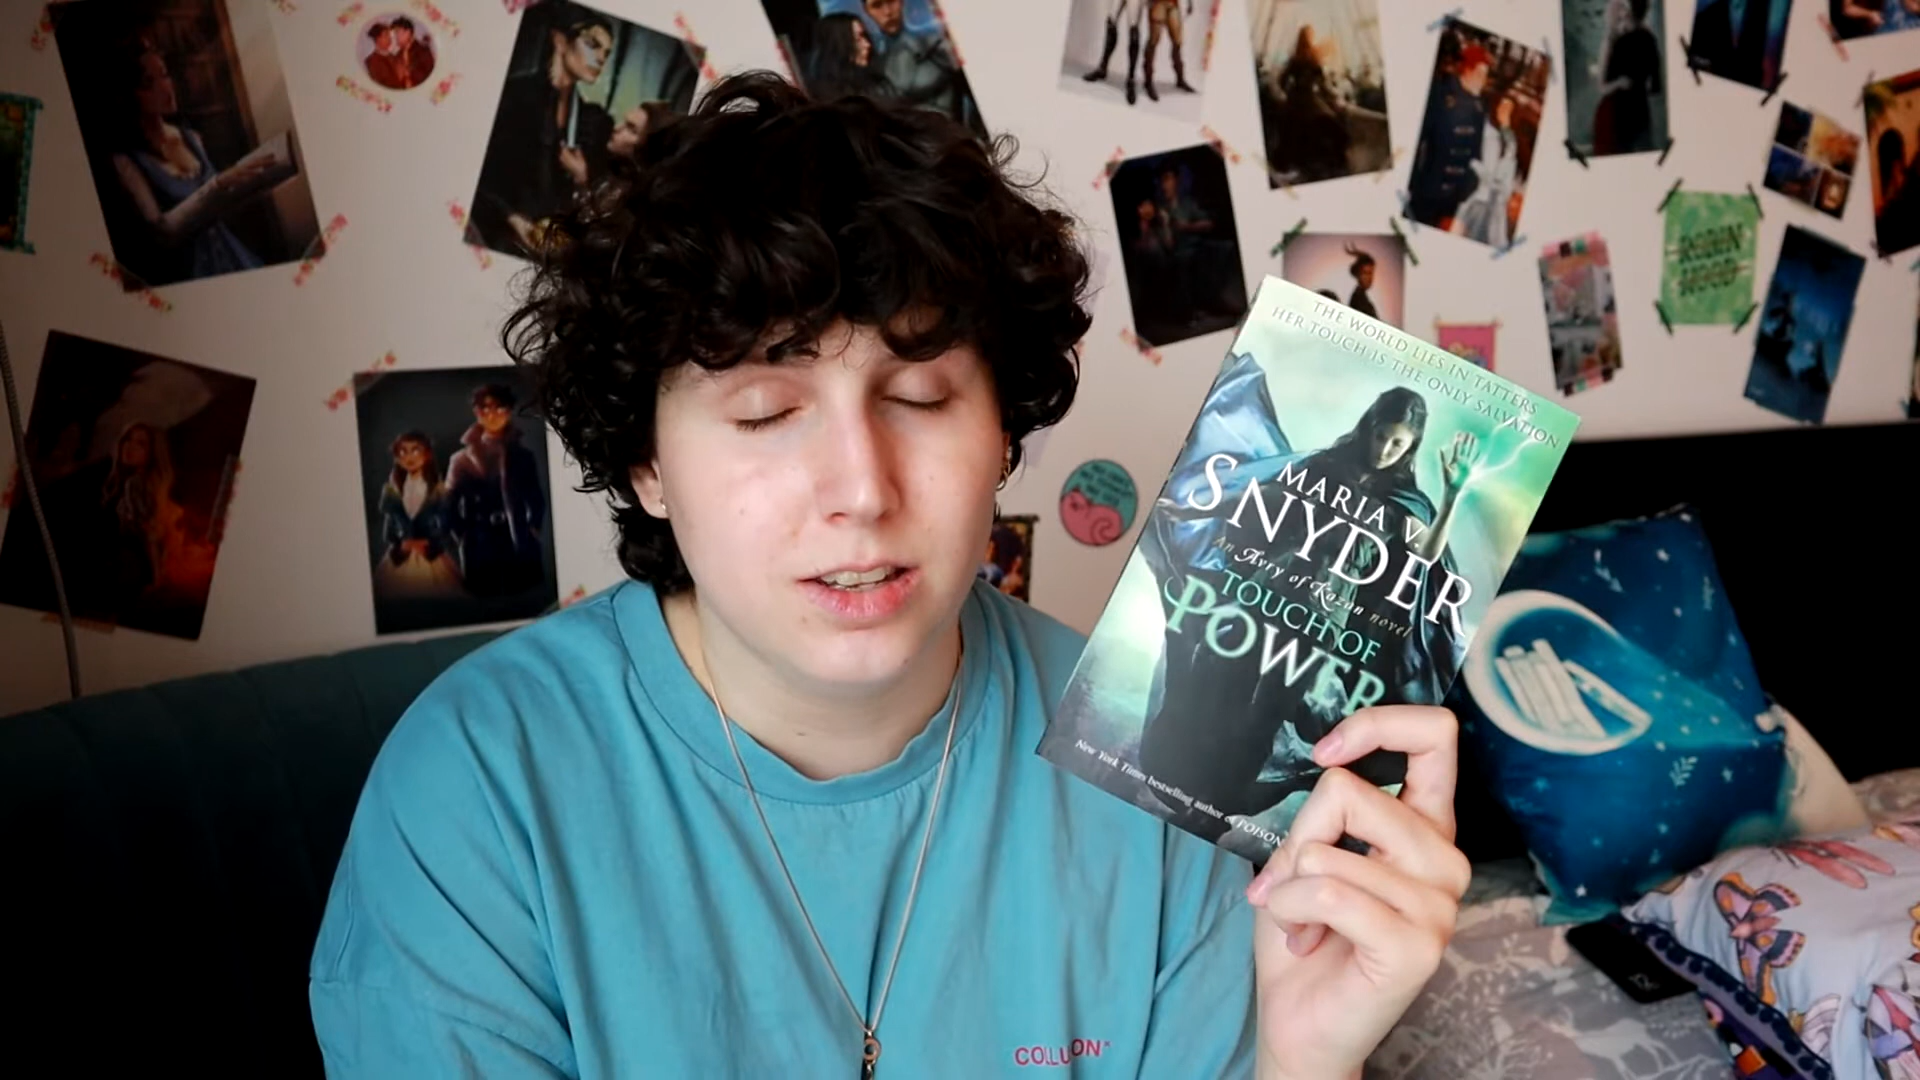 THE WORLD LIES IN TATTERS
HER TOUCH IS THE ONLY SALVATION
MARIA V.
SNYDER
An Avry of Kazan novel
TOUCH OF
POWER
New York Times bestselling author of POISON
ROBIN
HOOD
COLLUSION